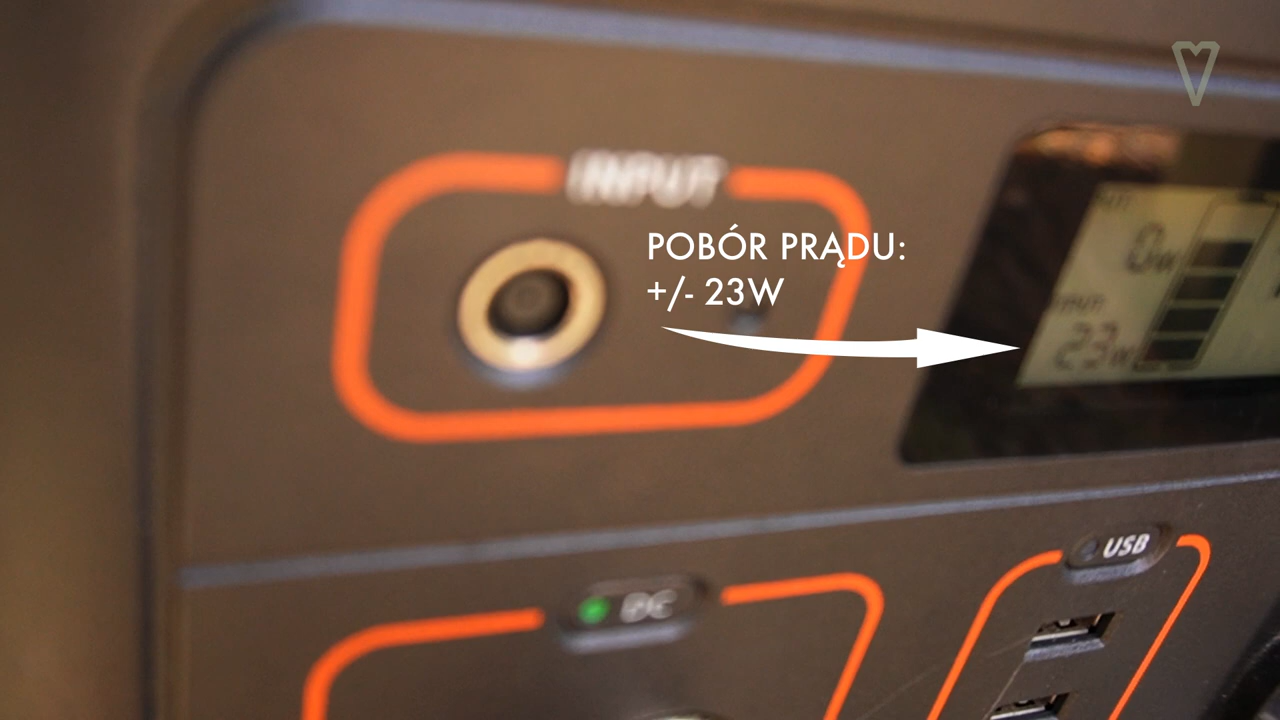 INPUT
POBÓR PRĄDU:
+/- 23W
0W
23W
DC
USB